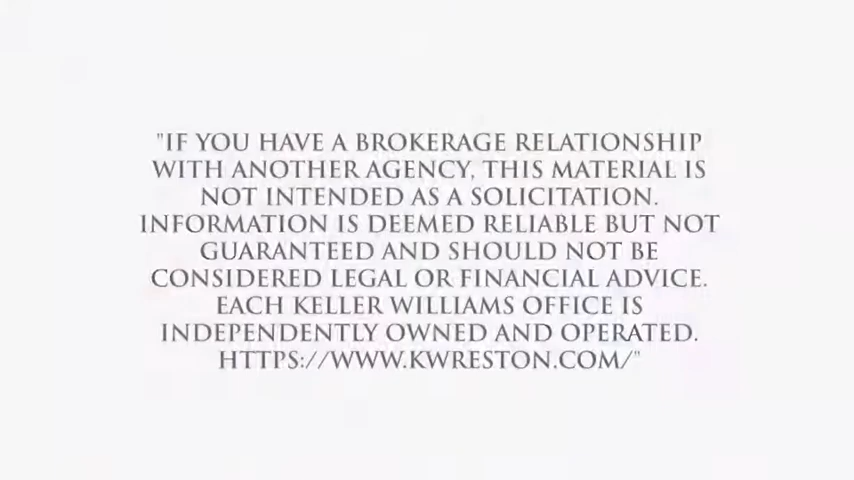 "IF YOU HAVE A BROKERAGE RELATIONSHIP
WITH ANOTHER AGENCY, THIS MATERIAL IS
NOT INTENDED AS A SOLICITATION.
INFORMATION IS DEEMED RELIABLE BUT NOT
GUARANTEED AND SHOULD NOT BE
CONSIDERED LEGAL OR FINANCIAL ADVICE.
EACH KELLER WILLIAMS OFFICE IS
INDEPENDENTLY OWNED AND OPERATED.
HTTPS://WWW.KWRESTON.COM/"